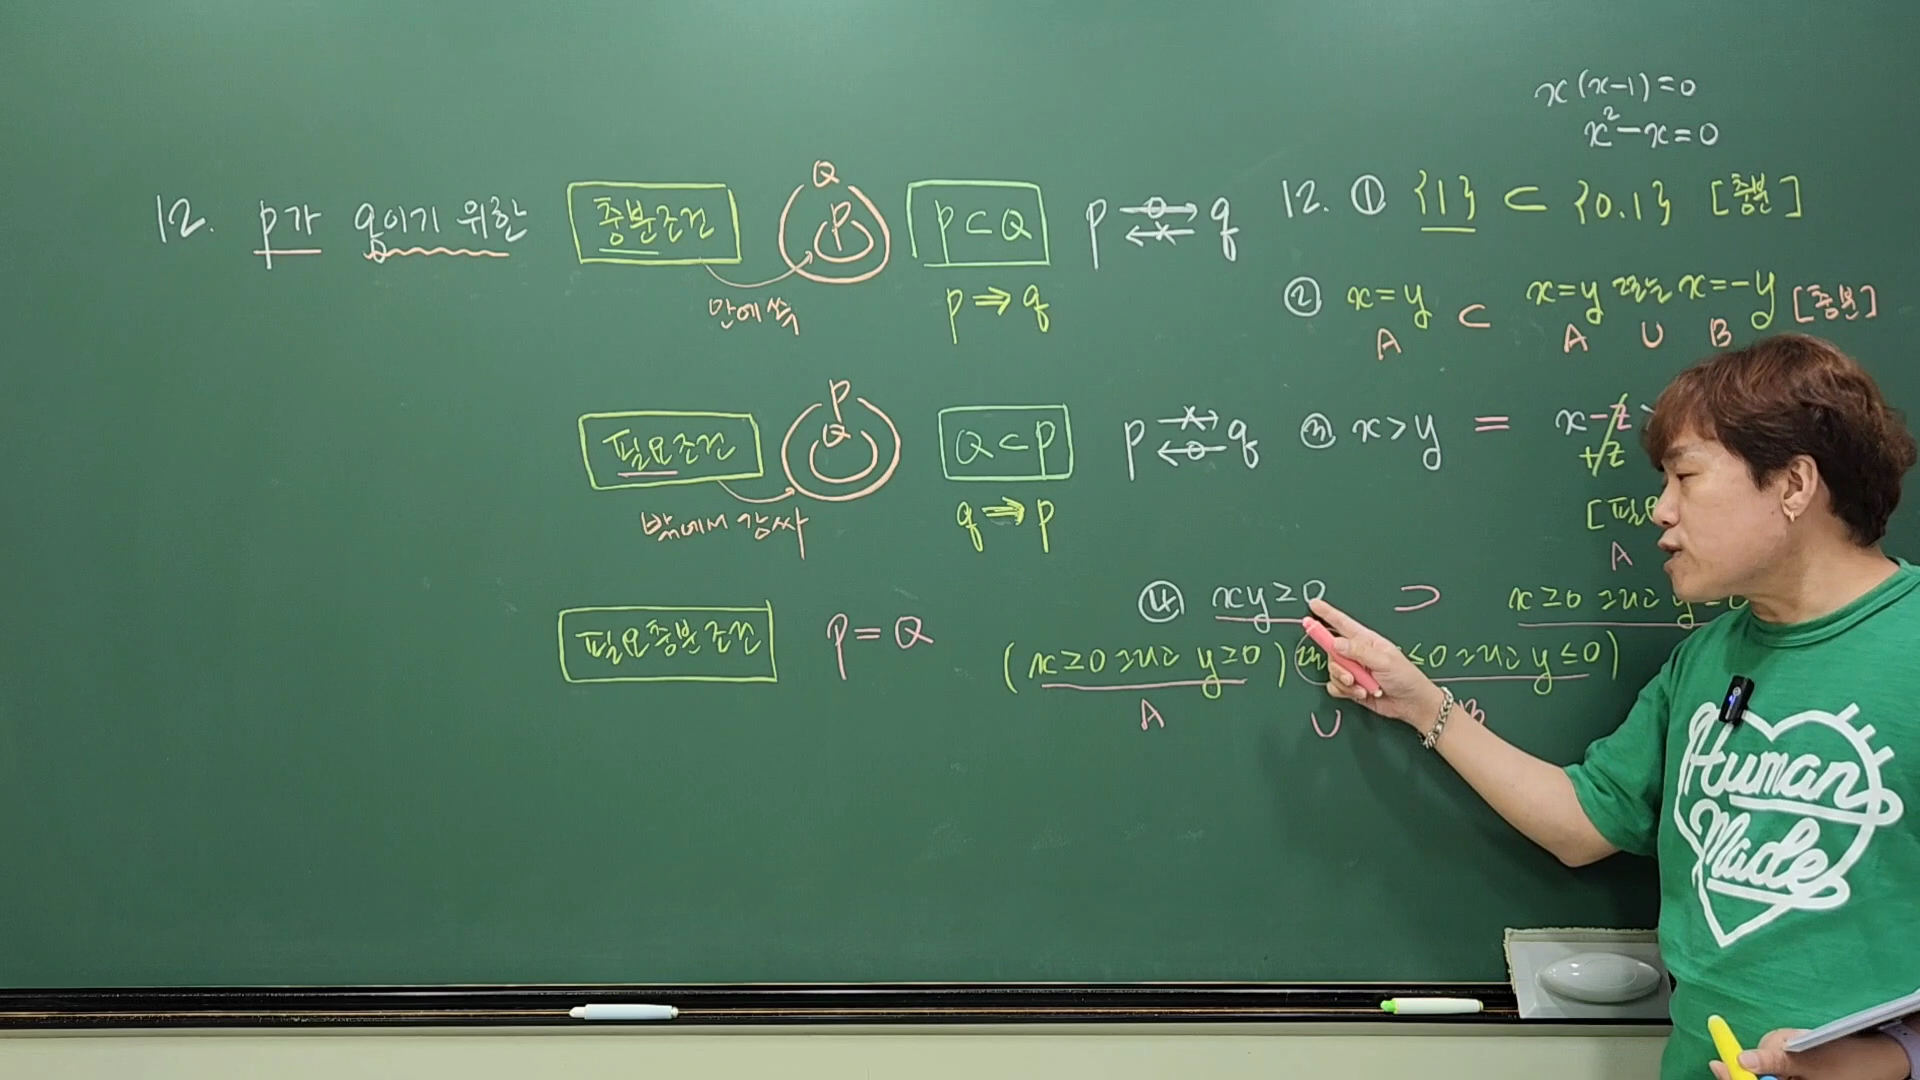 x(x-1)=0
x²-x=0
12. p가 q이기 위한 충분조건 Q P P⊂Q p → q
← 
안에 쏙 p ⇒ q
12. ① {1} ⊂ {0.1} [충분]
② x=y ⊂ x=y 또는 x=-y [충분]
A A ∪ B
필요조건 P Q Q⊂P p → q
←
밖에서 감싸 q ⇒ p
③ x>y = x-z
+z
[필요
A
필요충분조건 P=Q
④ xy≥0 ⊃ x≥0 그리고 y
(x≥0 그리고 y≥0) ≤0 그리고 y≤0)
A ∪ B
Human
Made